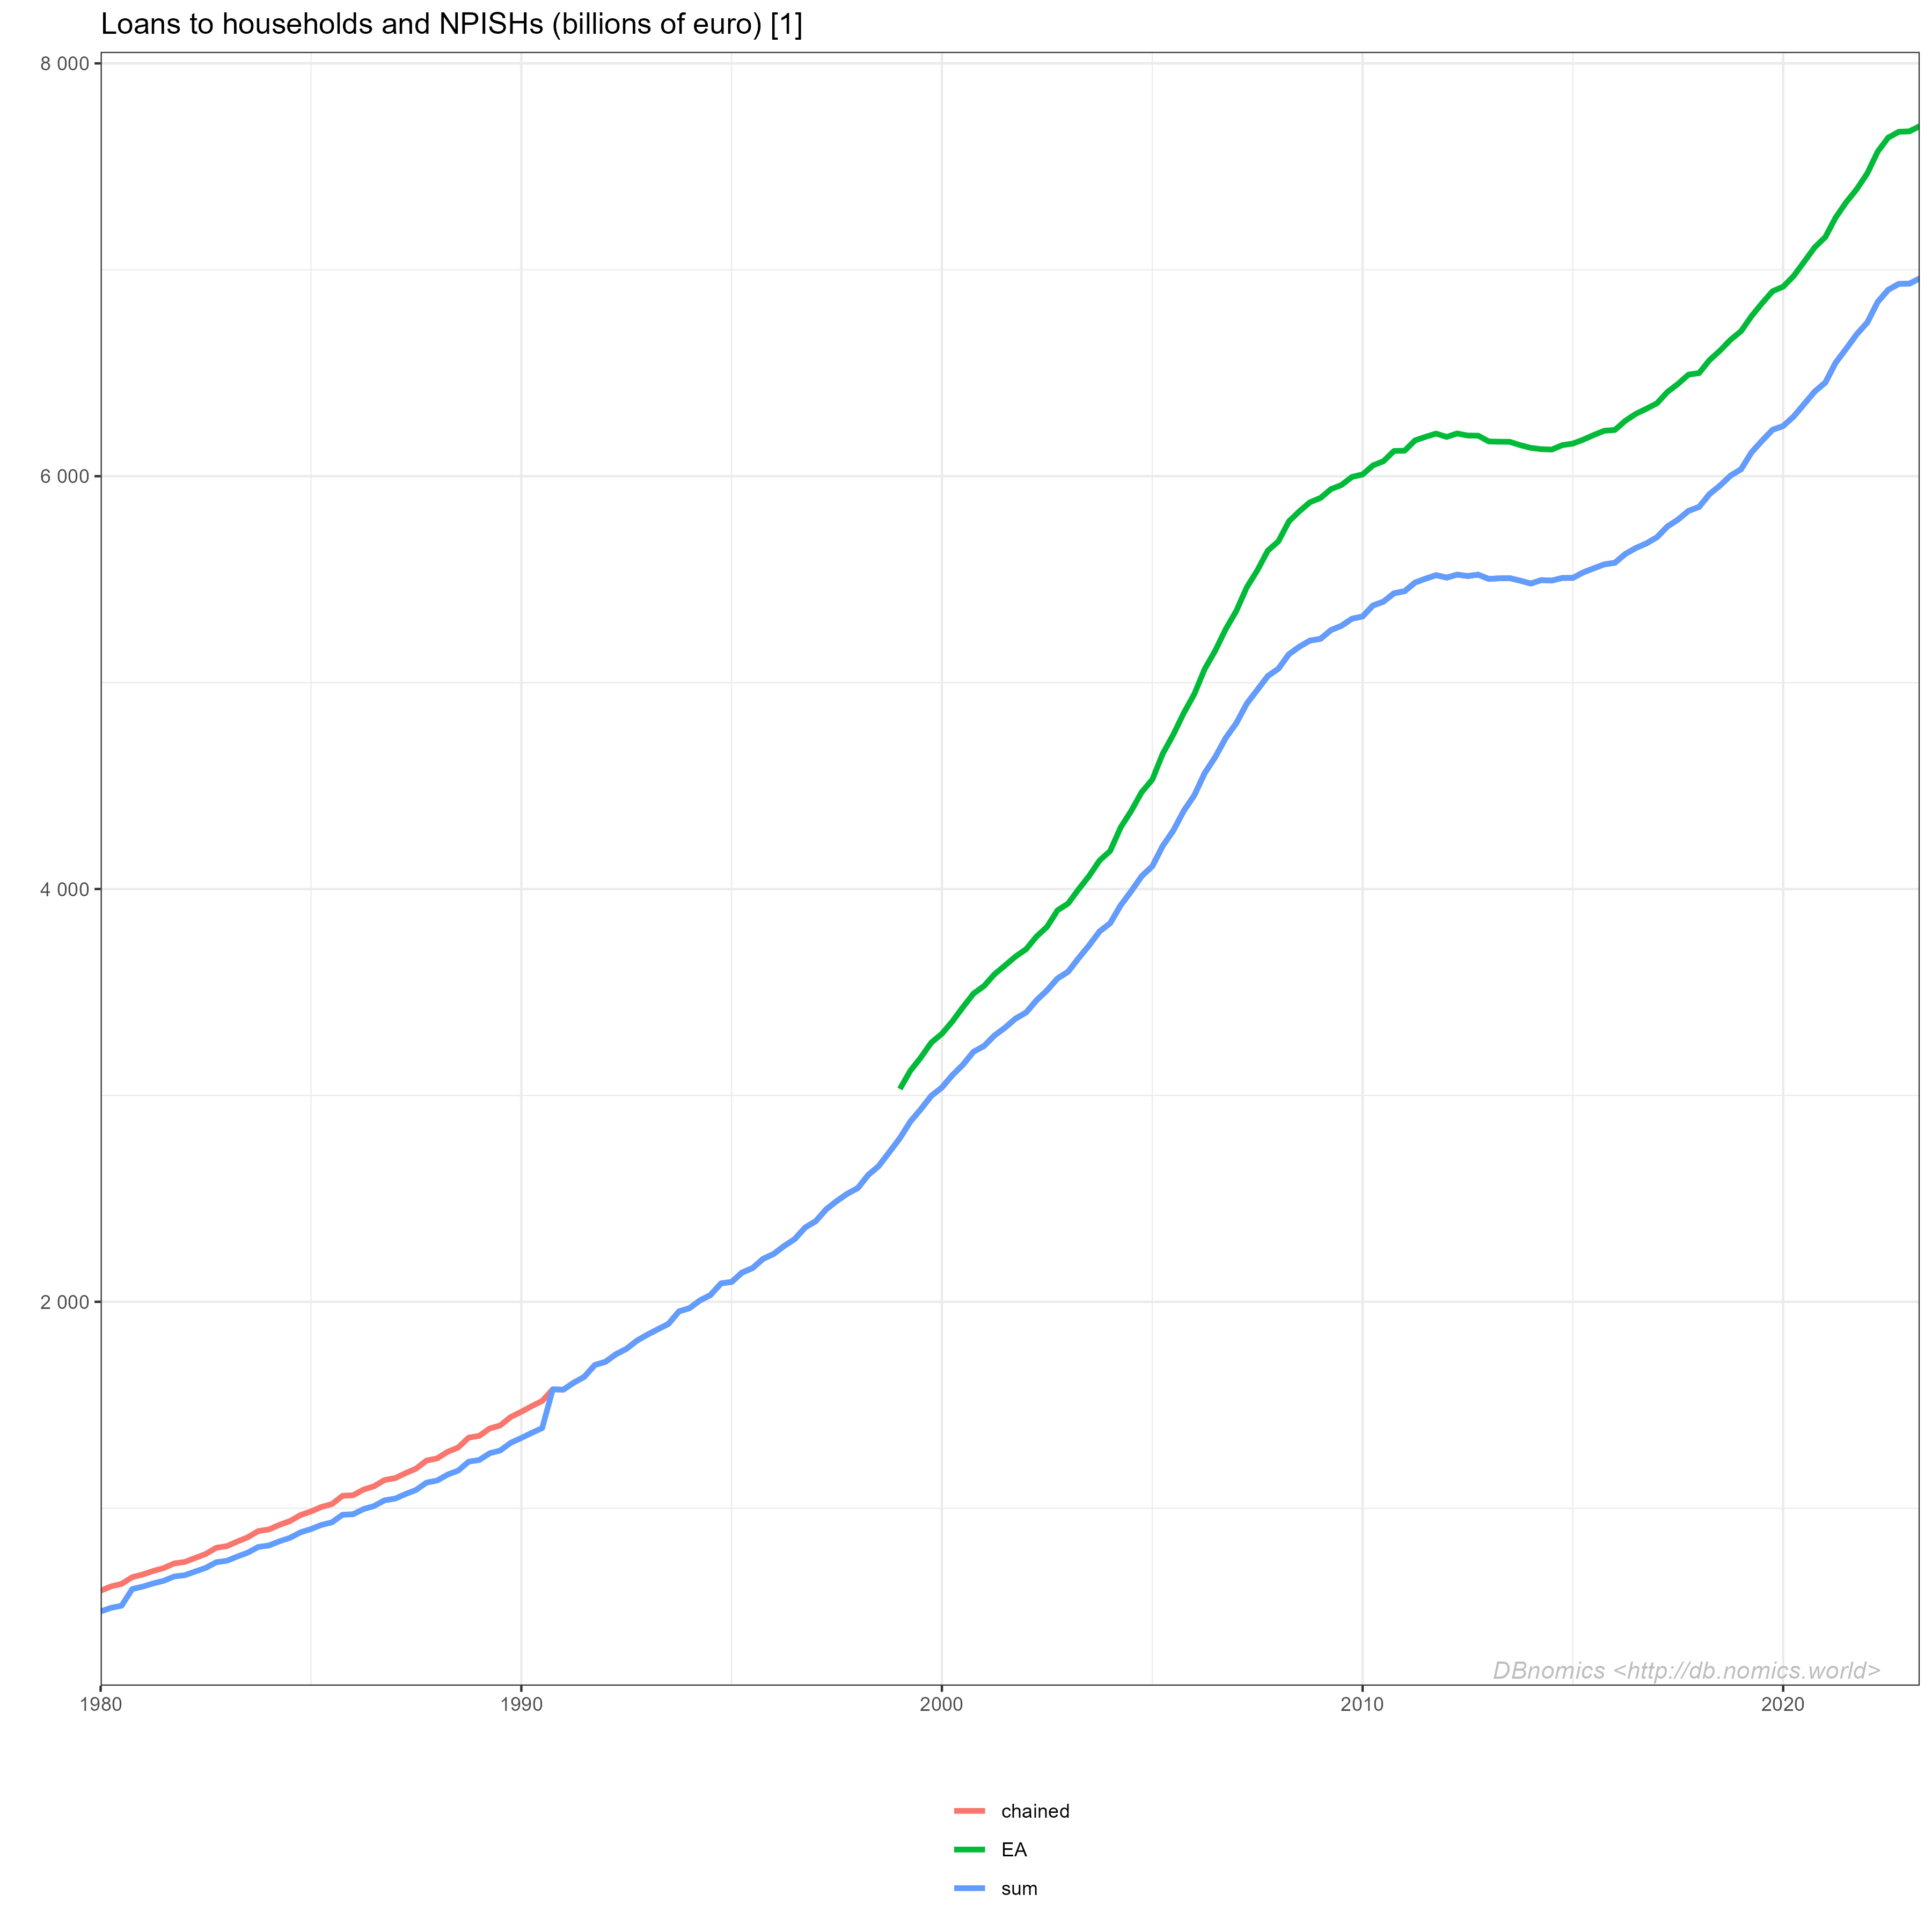 Loans to households and NPISHs (billions of euro) [1]
8 000
6 000
4 000
2 000
DBnomics <http://db.nomics.world>
1980 1990 2000 2010 2020
chained
EA
sum